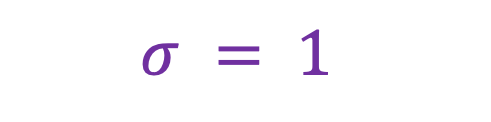 σ = 1